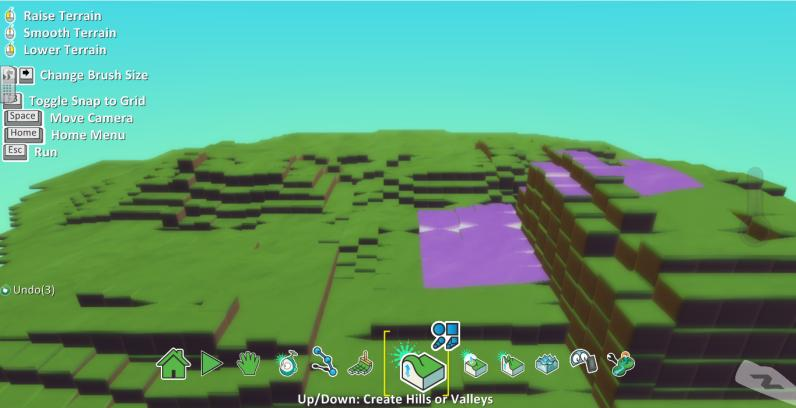 Raise Terrain
Smooth Terrain
Lower Terrain
Change Brush Size
Toggle Snap to Grid
Space Move Camera
Home Home Menu
Esc Run
Undo(3)
Up/Down: Create Hills or Valleys